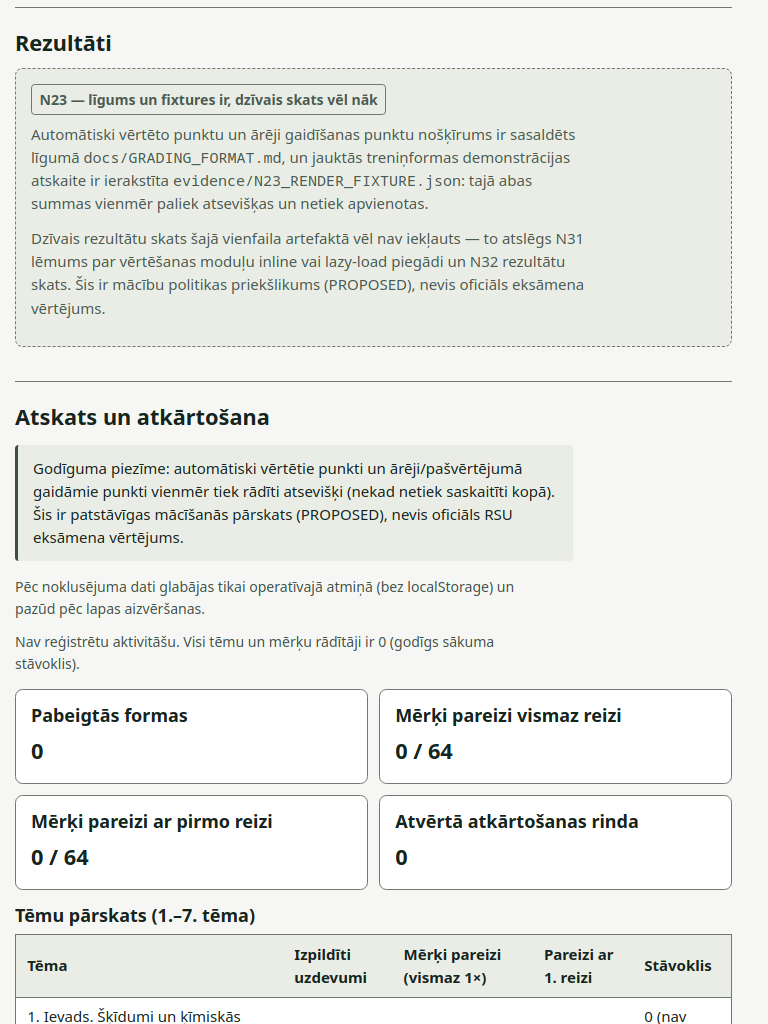 Rezultāti
N23 — līgums un fixtures ir, dzīvais skats vēl nāk
Automātiski vērtēto punktu un ārēji gaidīšanas punktu nošķīrums ir sasaldēts
līgumā docs/GRADING_FORMAT.md, un jauktās treniņformas demonstrācijas
atskaite ir ierakstīta evidence/N23_RENDER_FIXTURE.json: tajā abas
summas vienmēr paliek atsevišķas un netiek apvienotas.
Dzīvais rezultātu skats šajā vienfaila artefaktā vēl nav iekļauts — to atslēgs N31
lēmums par vērtēšanas moduļu inline vai lazy-load piegādi un N32 rezultātu
skats. Šis ir mācību politikas priekšlikums (PROPOSED), nevis oficiāls eksāmena
vērtējums.
Atskats un atkārtošana
Godīguma piezīme: automātiski vērtētie punkti un ārēji/pašvērtējumā
gaidāmie punkti vienmēr tiek rādīti atsevišķi (nekad netiek saskaitīti kopā).
Šis ir patstāvīgas mācīšanās pārskats (PROPOSED), nevis oficiāls RSU
eksāmena vērtējums.
Pēc noklusējuma dati glabājas tikai operatīvajā atmiņā (bez localStorage) un
pazūd pēc lapas aizvēršanas.
Nav reģistrētu aktivitāšu. Visi tēmu un mērķu rādītāji ir 0 (godīgs sākuma
stāvoklis).
Pabeigtās formas
0
Mērķi pareizi vismaz reizi
0 / 64
Mērķi pareizi ar pirmo reizi
0 / 64
Atvērtā atkārtošanas rinda
0
Tēmu pārskats (1.–7. tēma)
Tēma
Izpildīti
uzdevumi
Mērķi pareizi
(vismaz 1×)
Pareizi ar
1. reizi
Stāvoklis
1. Ievads. Šķīdumi un ķīmiskās
0 (nav